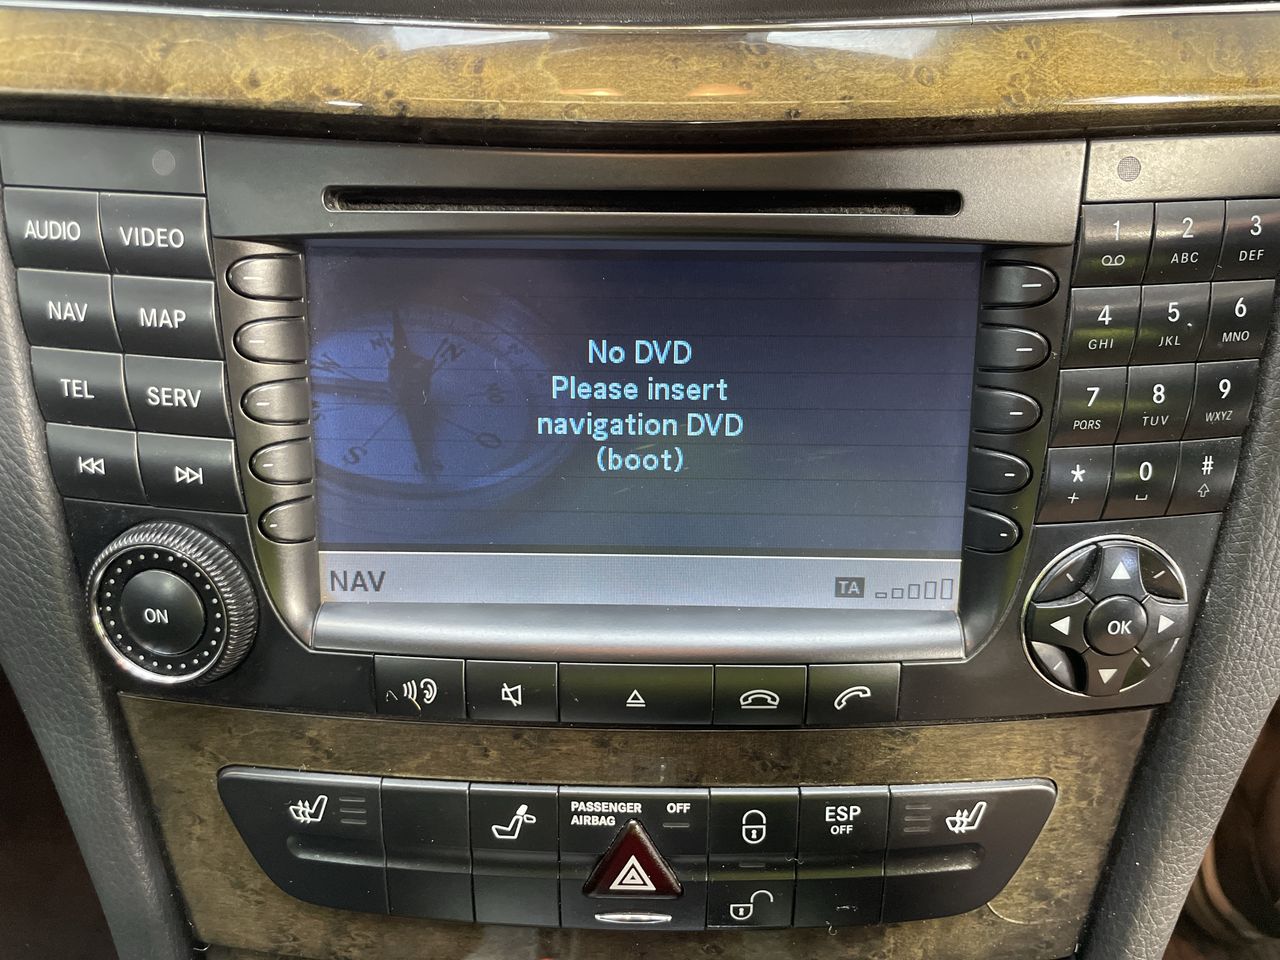 AUDIO
VIDEO
NAV
MAP
TEL
SERV
ON
No DVD
Please insert
navigation DVD
(boot)
NAV
TA
1
2
ABC
3
DEF
4
GHI
5
JKL
6
MNO
7
PQRS
8
TUV
9
WXYZ
*
+
0
#
OK
PASSENGER
AIRBAG
OFF
ESP
OFF